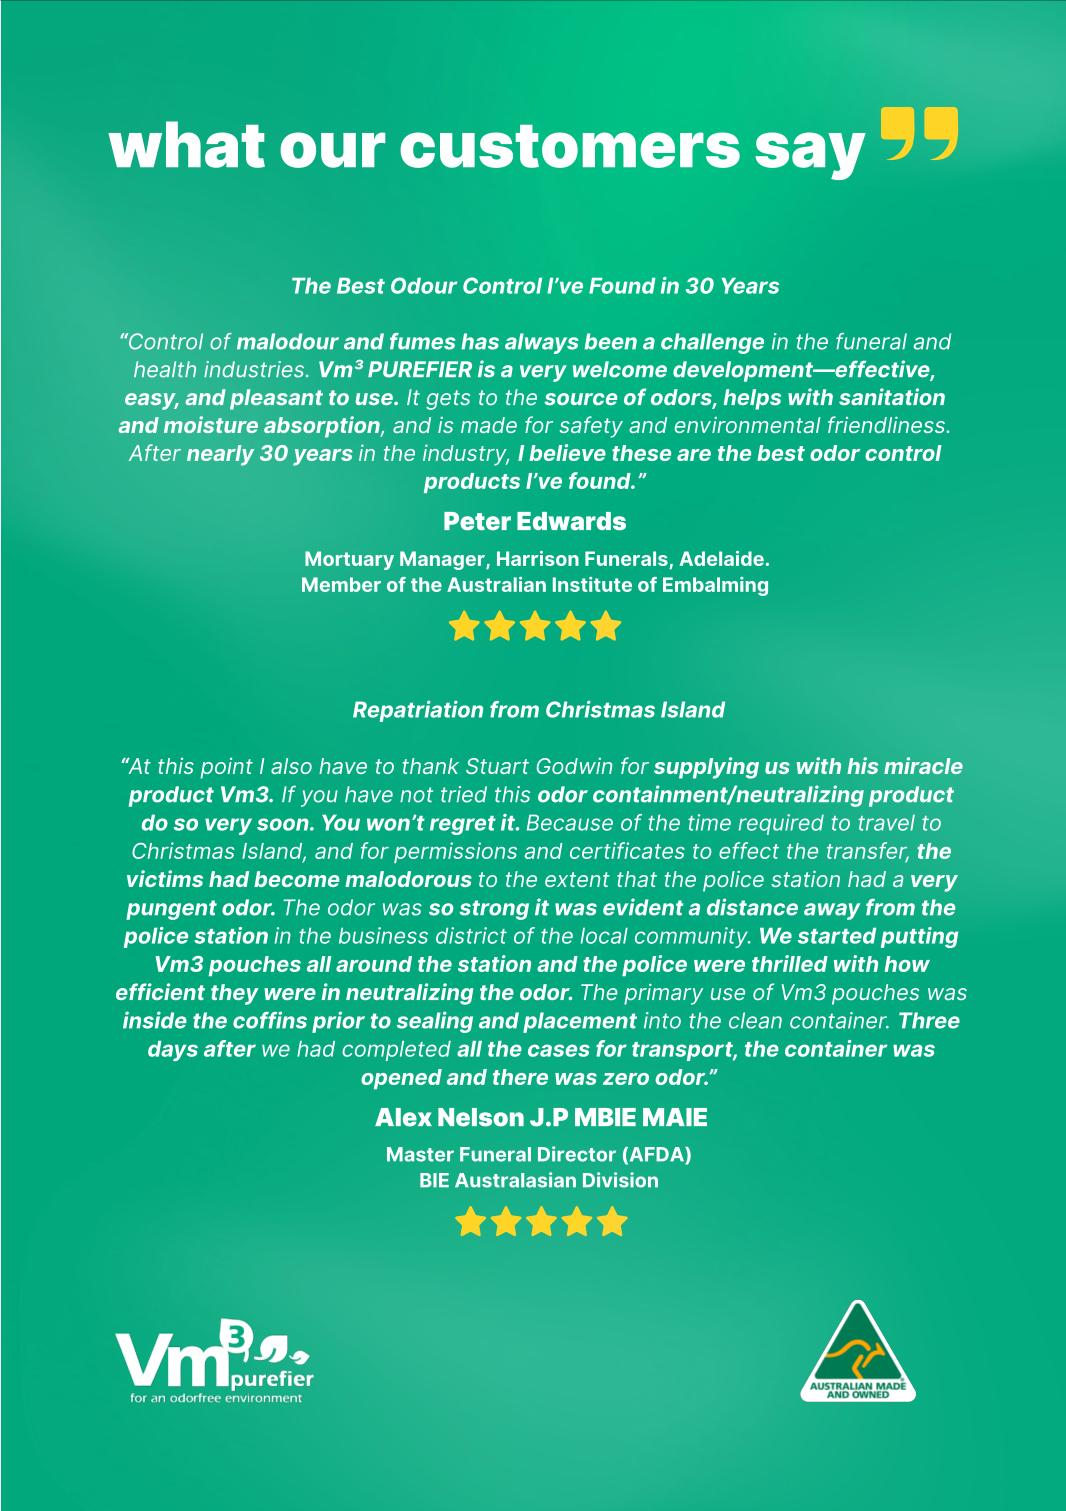 what our customers say ”
The Best Odour Control I’ve Found in 30 Years
“Control of malodour and fumes has always been a challenge in the funeral and
health industries. Vm³ PUREFIER is a very welcome development—effective,
easy, and pleasant to use. It gets to the source of odors, helps with sanitation
and moisture absorption, and is made for safety and environmental friendliness.
After nearly 30 years in the industry, I believe these are the best odor control
products I’ve found.”
Peter Edwards
Mortuary Manager, Harrison Funerals, Adelaide.
Member of the Australian Institute of Embalming
Repatriation from Christmas Island
“At this point I also have to thank Stuart Godwin for supplying us with his miracle
product Vm3. If you have not tried this odor containment/neutralizing product
do so very soon. You won’t regret it. Because of the time required to travel to
Christmas Island, and for permissions and certificates to effect the transfer, the
victims had become malodorous to the extent that the police station had a very
pungent odor. The odor was so strong it was evident a distance away from the
police station in the business district of the local community. We started putting
Vm3 pouches all around the station and the police were thrilled with how
efficient they were in neutralizing the odor. The primary use of Vm3 pouches was
inside the coffins prior to sealing and placement into the clean container. Three
days after we had completed all the cases for transport, the container was
opened and there was zero odor.”
Alex Nelson J.P MBIE MAIE
Master Funeral Director (AFDA)
BIE Australasian Division
Vm3
purefier
for an odorfree environment
AUSTRALIAN MADE
AND OWNED